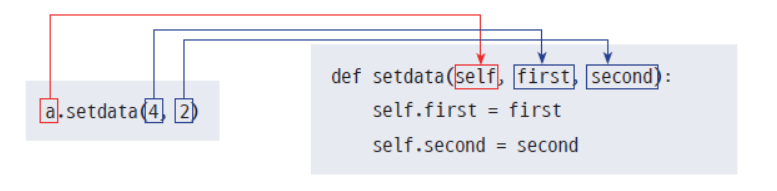 a.setdata(4, 2)
def setdata(self, first, second):
self.first = first
self.second = second